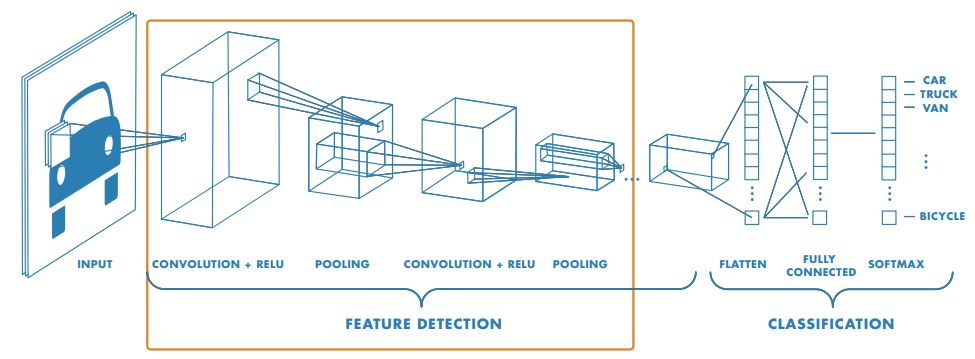 CAR
TRUCK
VAN
BICYCLE
INPUT
CONVOLUTION + RELU
POOLING
CONVOLUTION + RELU
POOLING
FLATTEN
FULLY
CONNECTED
SOFTMAX
FEATURE DETECTION
CLASSIFICATION